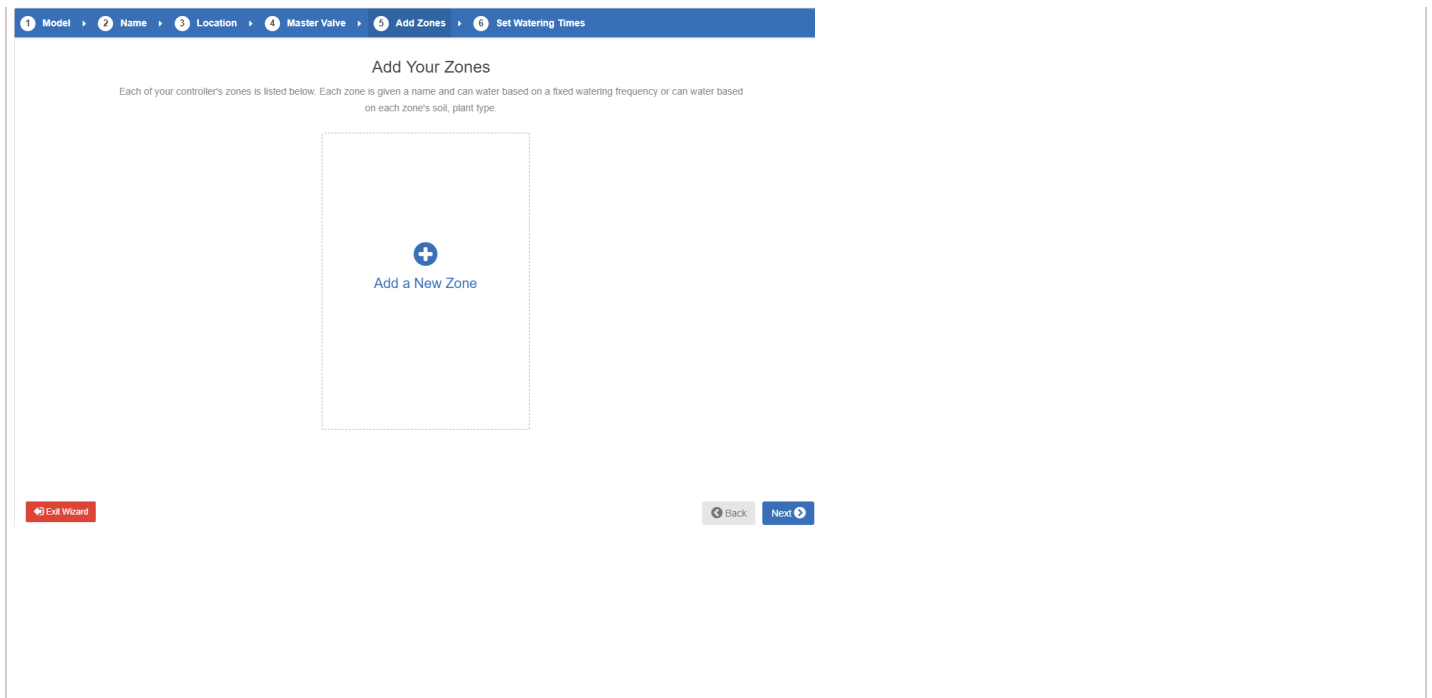 1 Model 2 Name 3 Location 4 Master Valve 5 Add Zones 6 Set Watering Times
Add Your Zones
Each of your controller's zones is listed below. Each zone is given a name and can water based on a fixed watering frequency or can water based
on each zone's soil, plant type.
Add a New Zone
Exit Wizard Back Next